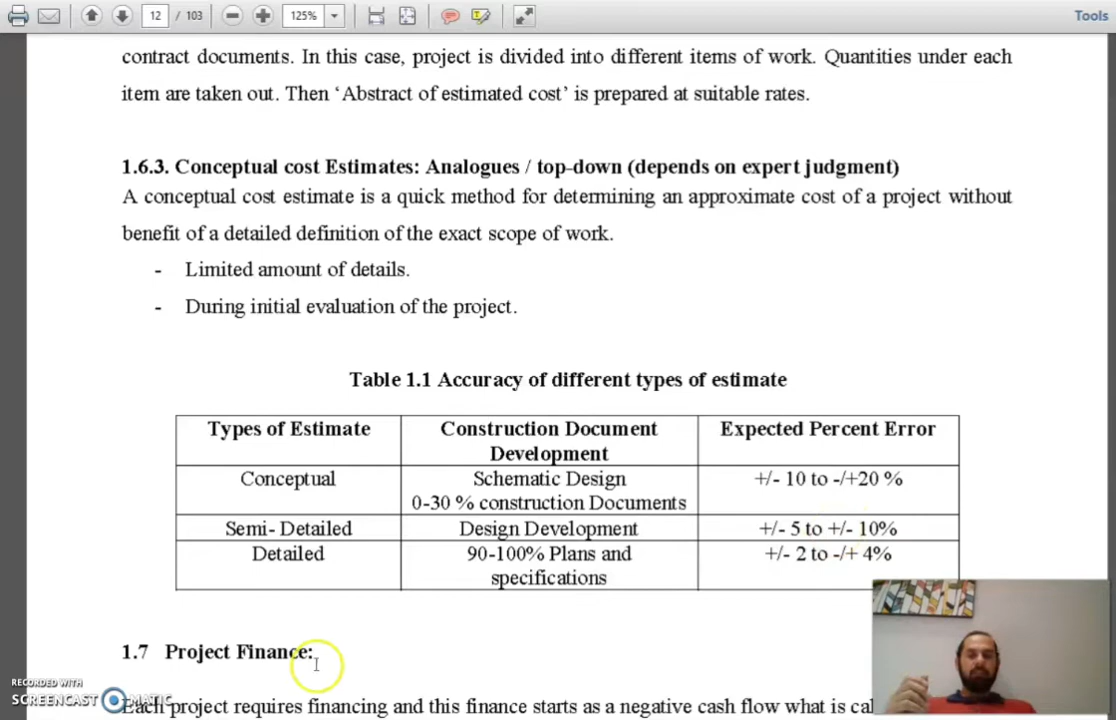 12 / 103
125%
Tools
contract documents. In this case, project is divided into different items of work. Quantities under each
item are taken out. Then ‘Abstract of estimated cost’ is prepared at suitable rates.
1.6.3. Conceptual cost Estimates: Analogues / top-down (depends on expert judgment)
A conceptual cost estimate is a quick method for determining an approximate cost of a project without
benefit of a detailed definition of the exact scope of work.
- Limited amount of details.
- During initial evaluation of the project.
Table 1.1 Accuracy of different types of estimate
Types of Estimate
Construction Document
Development
Expected Percent Error
Conceptual
Schematic Design
0-30 % construction Documents
+/- 10 to -/+20 %
Semi- Detailed
Design Development
+/- 5 to +/- 10%
Detailed
90-100% Plans and
specifications
+/- 2 to -/+ 4%
1.7 Project Finance:
RECORDED WITH
SCREENCAST MATIC
Each project requires financing and this finance starts as a negative cash flow what is cal